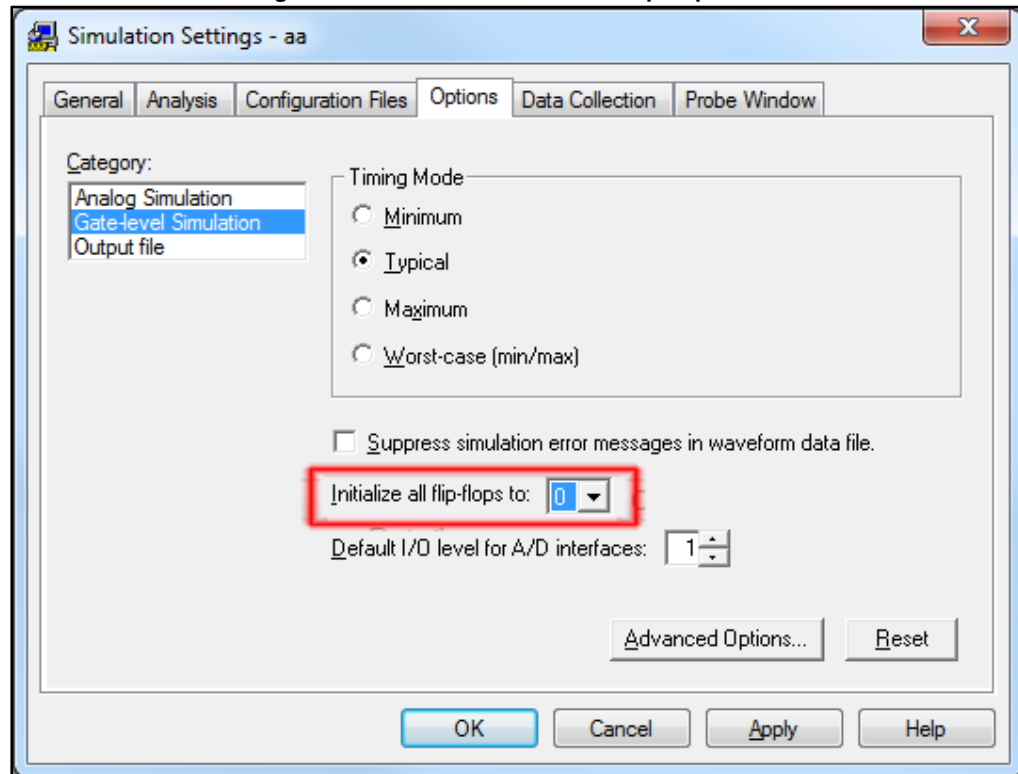 Simulation Settings - aa
General Analysis Configuration Files Options Data Collection Probe Window
Category:
Analog Simulation
Gate-level Simulation
Output file
Timing Mode
Minimum
Typical
Maximum
Worst-case (min/max)
Suppress simulation error messages in waveform data file.
Initialize all flip-flops to: 0
Default I/O level for A/D interfaces: 1
Advanced Options... Reset
OK Cancel Apply Help